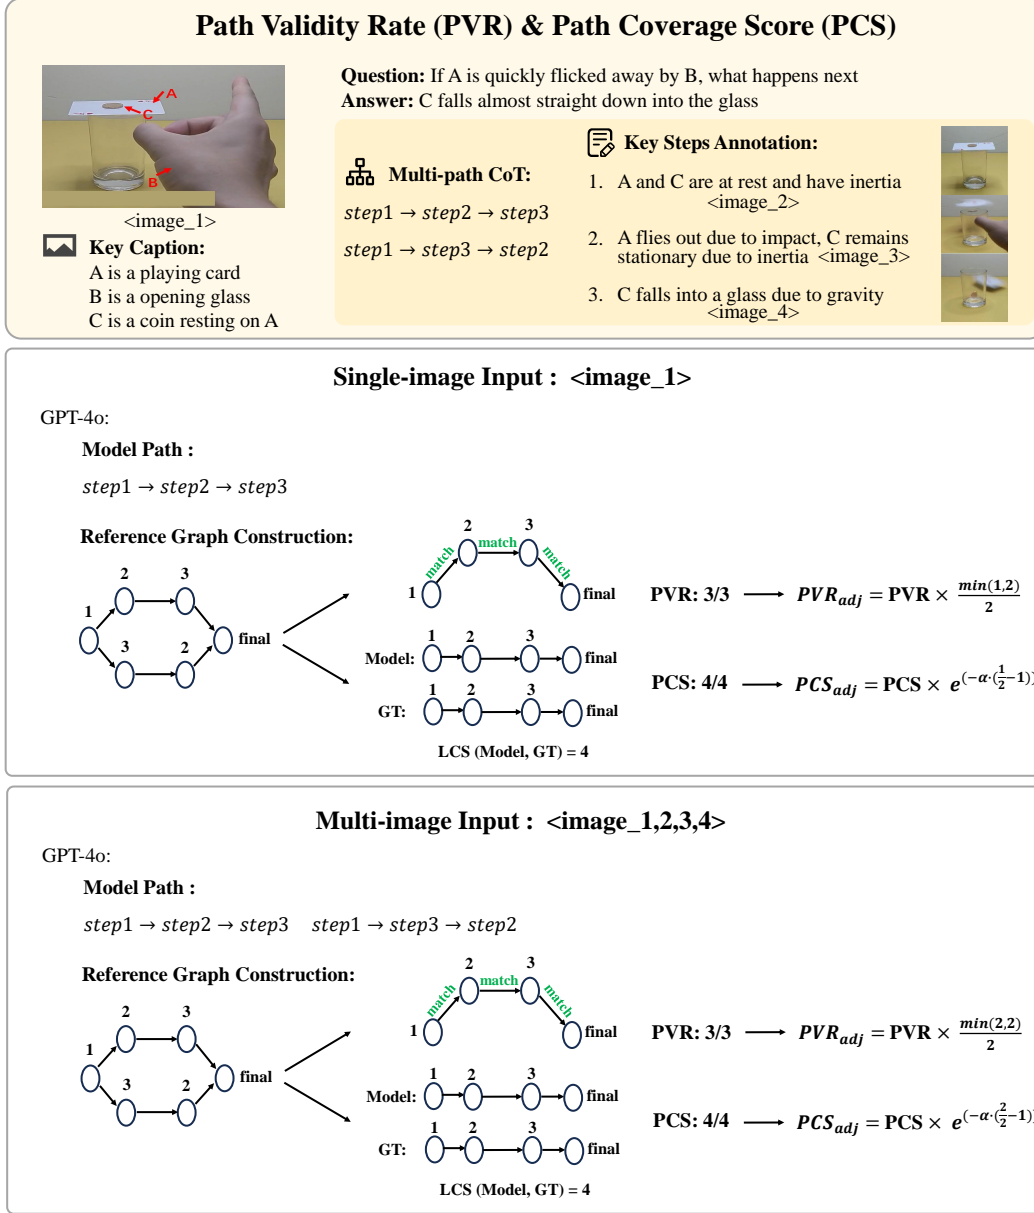 Path Validity Rate (PVR) & Path Coverage Score (PCS)
A
C
B
<image_1>
Key Caption:
A is a playing card
B is a opening glass
C is a coin resting on A
Question: If A is quickly flicked away by B, what happens next
Answer: C falls almost straight down into the glass
Multi-path CoT:
step1 → step2 → step3
step1 → step3 → step2
Key Steps Annotation:
1. A and C are at rest and have inertia
<image_2>
2. A flies out due to impact, C remains
stationary due to inertia <image_3>
3. C falls into a glass due to gravity
<image_4>
Single-image Input : <image_1>
GPT-4o:
Model Path :
step1 → step2 → step3
Reference Graph Construction:
2 3
1
final
3 2
2 3
match match match
1
final
PVR: 3/3 → PVR_adj = PVR × min(1,2)/2
1 2 3
Model: final
1 2 3
GT: final
LCS (Model, GT) = 4
PCS: 4/4 → PCS_adj = PCS × e^(-α·(1/2-1))
Multi-image Input : <image_1,2,3,4>
GPT-4o:
Model Path :
step1 → step2 → step3 step1 → step3 → step2
Reference Graph Construction:
2 3
1
final
3 2
2 3
match match match
1
final
PVR: 3/3 → PVR_adj = PVR × min(2,2)/2
1 2 3
Model: final
1 2 3
GT: final
LCS (Model, GT) = 4
PCS: 4/4 → PCS_adj = PCS × e^(-α·(2/2-1))